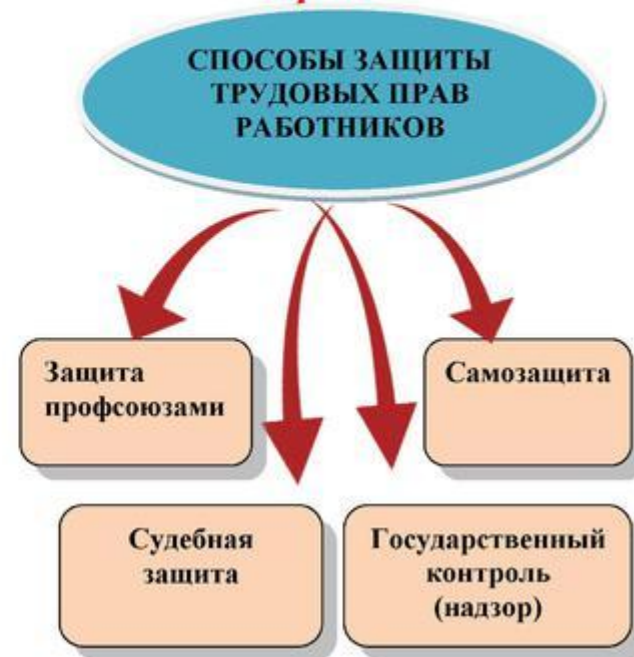 СПОСОБЫ ЗАЩИТЫ
ТРУДОВЫХ ПРАВ
РАБОТНИКОВ
Защита
профсоюзами
Самозащита
Судебная
защита
Государственный
контроль
(надзор)